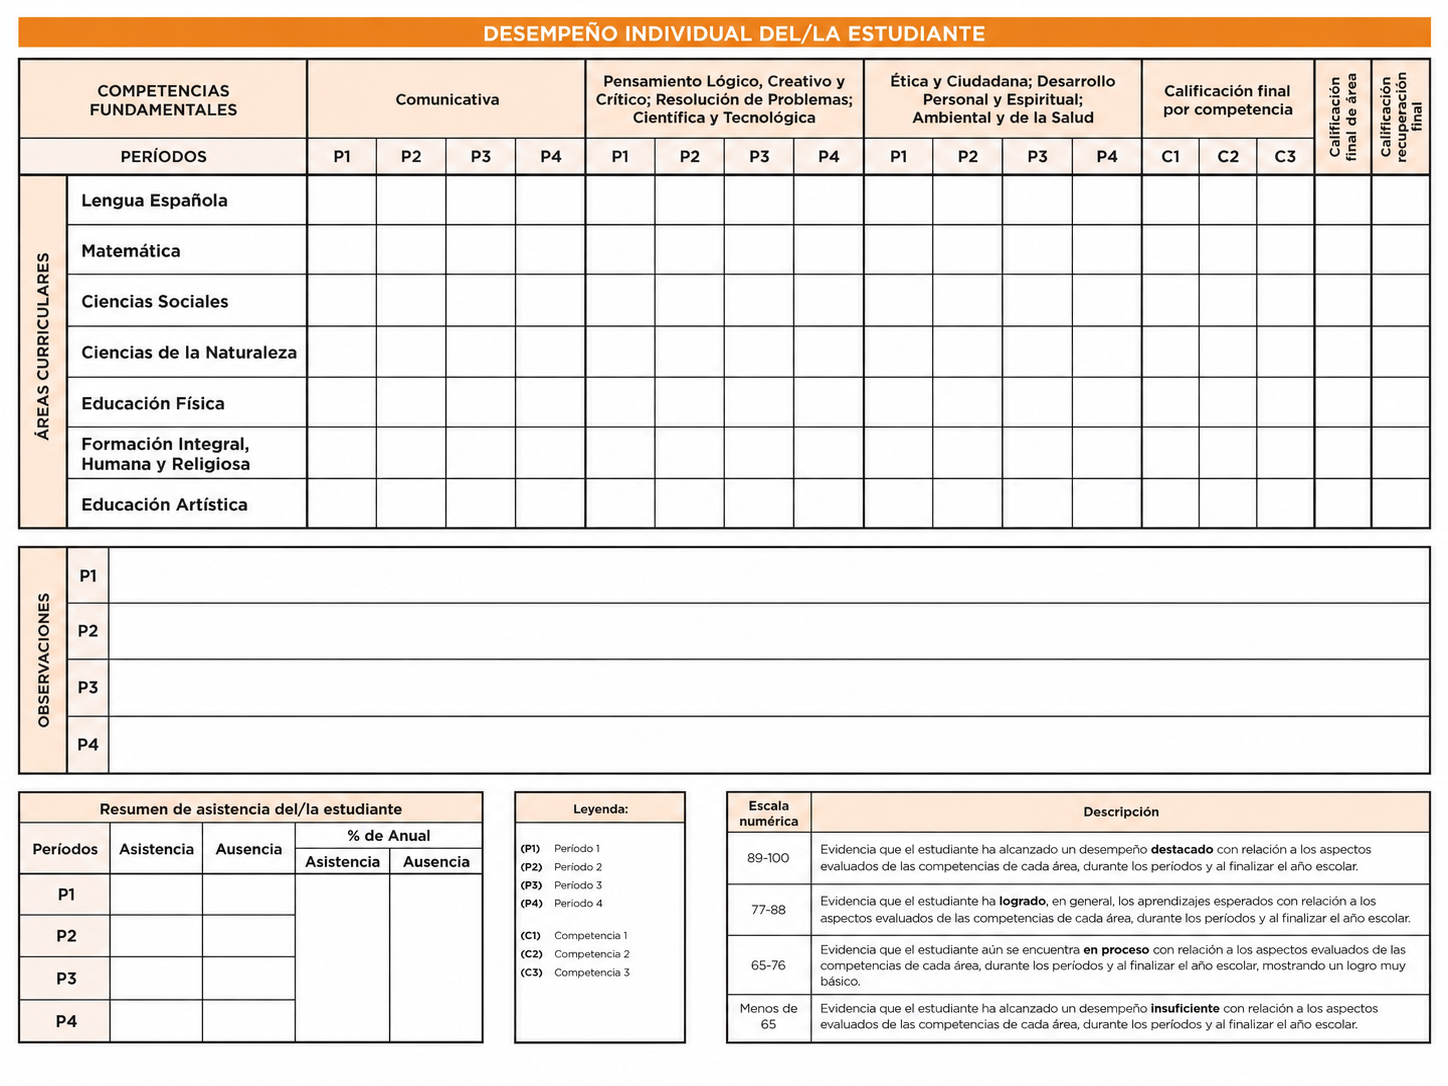 DESEMPEÑO INDIVIDUAL DEL/LA ESTUDIANTE
COMPETENCIAS
FUNDAMENTALES
Comunicativa
Pensamiento Lógico, Creativo y
Crítico; Resolución de Problemas;
Científica y Tecnológica
Ética y Ciudadana; Desarrollo
Personal y Espiritual;
Ambiental y de la Salud
Calificación final
por competencia
Calificación
final de área
Calificación
recuperación
final
PERÍODOS
P1 P2 P3 P4 P1 P2 P3 P4 P1 P2 P3 P4 C1 C2 C3
ÁREAS CURRICULARES
Lengua Española
Matemática
Ciencias Sociales
Ciencias de la Naturaleza
Educación Física
Formación Integral,
Humana y Religiosa
Educación Artística
OBSERVACIONES
P1
P2
P3
P4
Resumen de asistencia del/la estudiante
Períodos Asistencia Ausencia % de Anual
Asistencia Ausencia
P1
P2
P3
P4
Leyenda:
(P1) Período 1
(P2) Período 2
(P3) Período 3
(P4) Periodo 4
(C1) Competencia 1
(C2) Competencia 2
(C3) Competencia 3
Escala
numérica
Descripción
89-100
Evidencia que el estudiante ha alcanzado un desempeño destacado con relación a los aspectos
evaluados de las competencias de cada área, durante los períodos y al finalizar el año escolar.
77-88
Evidencia que el estudiante ha logrado, en general, los aprendizajes esperados con relación a los
aspectos evaluados de las competencias de cada área, durante los períodos y al finalizar el año escolar.
65-76
Evidencia que el estudiante aún se encuentra en proceso con relación a los aspectos evaluados de las
competencias de cada área, durante los períodos y al finalizar el año escolar, mostrando un logro muy
básico.
Menos de
65
Evidencia que el estudiante ha alcanzado un desempeño insuficiente con relación a los aspectos
evaluados de las competencias de cada área, durante los períodos y al finalizar el año escolar.